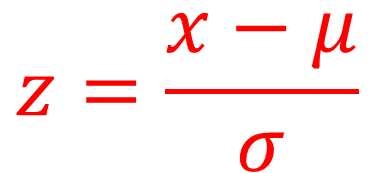 z = (x − μ) / σ